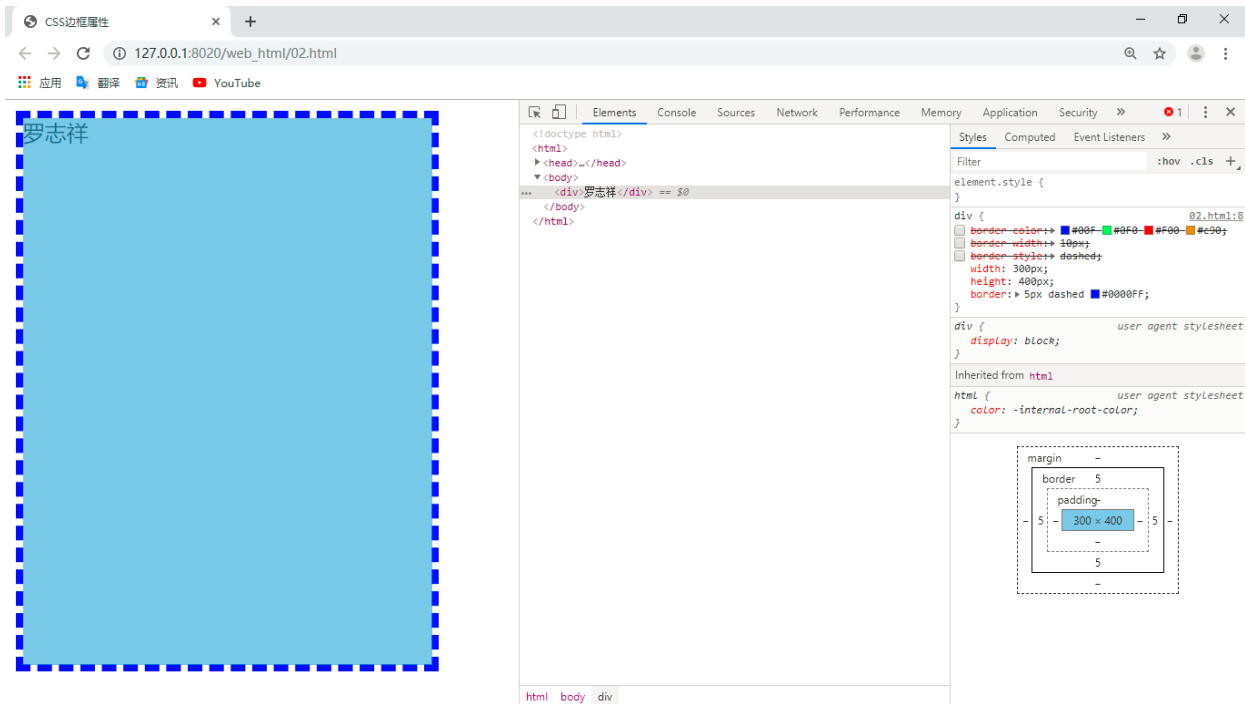 CSS边框属性
127.0.0.1:8020/web_html/02.html
应用 翻译 资讯 YouTube
罗志祥
Elements Console Sources Network Performance Memory Application Security » 1
<!doctype html>
<html>
<head>…</head>
<body>
… <div>罗志祥</div> == $0
</body>
</html>
html body div
Styles Computed Event Listeners »
Filter :hov .cls +
element.style {
}
div { 02.html:8
border-color: #00F #0F0 #F00 #c90;
border-width: 10px;
border-style: dashed;
width: 300px;
height: 400px;
border: 5px dashed #0000FF;
}
div { user agent stylesheet
display: block;
}
Inherited from html
html { user agent stylesheet
color: -internal-root-color;
}
margin –
border 5
padding –
– 5 – 300 × 400 – 5 –
–
5
–